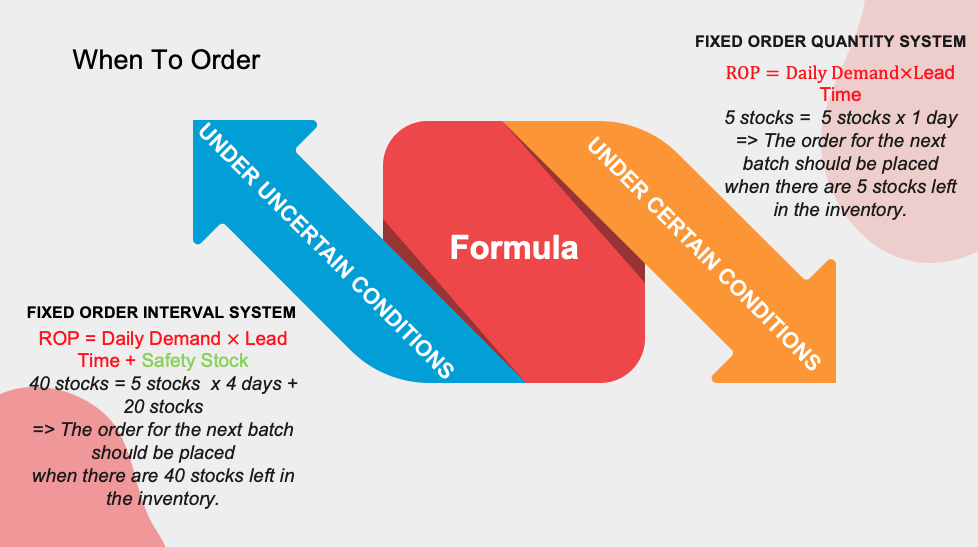 When To Order
FIXED ORDER QUANTITY SYSTEM
ROP = Daily Demand×Lead
Time
5 stocks = 5 stocks x 1 day
=> The order for the next
batch should be placed
when there are 5 stocks left
in the inventory.
UNDER UNCERTAIN CONDITIONS
Formula
UNDER CERTAIN CONDITIONS
FIXED ORDER INTERVAL SYSTEM
ROP = Daily Demand × Lead
Time + Safety Stock
40 stocks = 5 stocks x 4 days +
20 stocks
=> The order for the next batch
should be placed
when there are 40 stocks left in
the inventory.